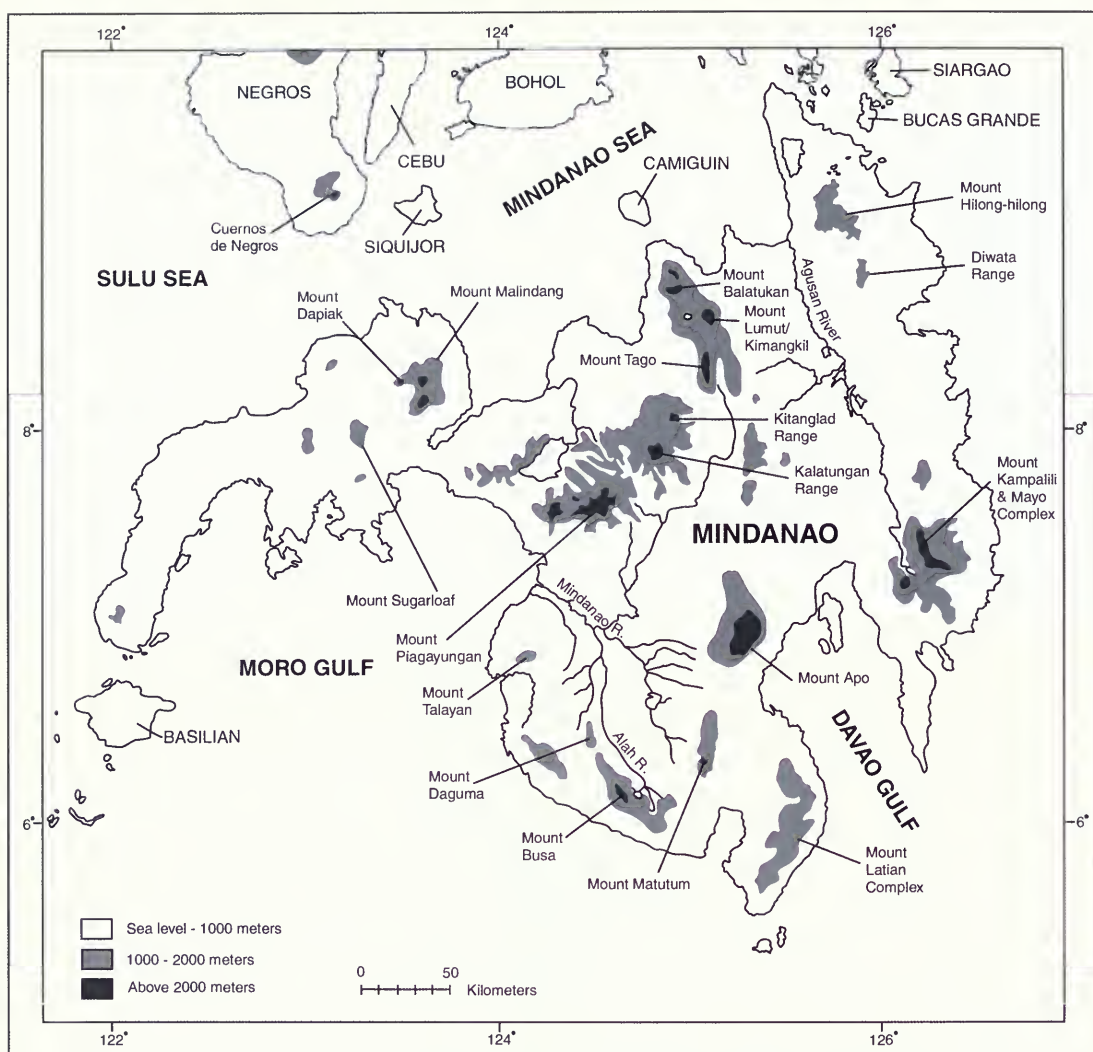 122°
124°
126°
NEGROS
CEBU
BOHOL
SIARGAO
BUCAS GRANDE
MINDANAO SEA
CAMIGUIN
Mount
Hilong-hilong
Cuernos
de Negros
SIQUIJOR
SULU SEA
Mount
Dapiak
Mount Malindang
Mount
Balatukan
Agusan River
Diwata
Range
Mount
Lumut/
Kimangkil
Mount Tago
8°
8°
Kitanglad
Range
Kalatungan
Range
Mount
Kampalili
& Mayo
Complex
MINDANAO
Mount Sugarloaf
Mindanao R.
Mount
Piagayungan
MORO GULF
Mount
Talayan
Mount Apo
BASILIAN
Mount
Daguma
Alah R.
DAVAO GULF
6°
6°
Mount
Busa
Mount Matutum
Mount
Latian
Complex
Sea level - 1000 meters
1000 - 2000 meters
Above 2000 meters
0 50
Kilometers
122°
124°
126°